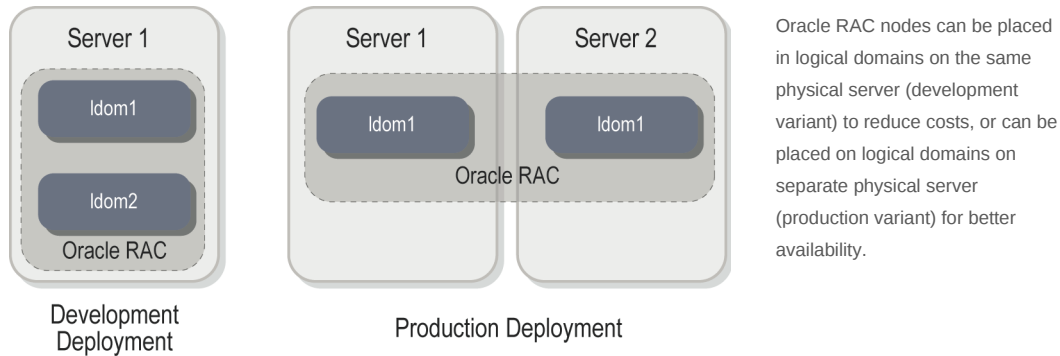 Server 1
ldom1
ldom2
Oracle RAC
Development
Deployment
Server 1
Server 2
ldom1
ldom1
Oracle RAC
Production Deployment
Oracle RAC nodes can be placed
in logical domains on the same
physical server (development
variant) to reduce costs, or can be
placed on logical domains on
separate physical server
(production variant) for better
availability.